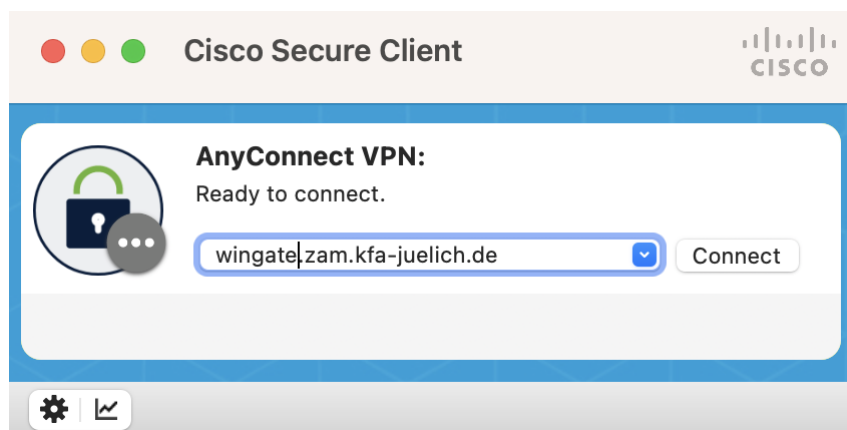 Cisco Secure Client
CISCO
AnyConnect VPN:
Ready to connect.
wingate.zam.kfa-juelich.de
Connect